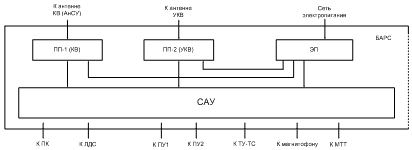 К антенне
КВ (АнСУ)
К антенне
УКВ
Сеть
электропитания
БАРС
ПП-1 (КВ)
ПП-2 (УКВ)
ЭП
САУ
К ПК
К ЛДС
К ПУ1
К ПУ2
К ТУ-ТС
К магнитофону
К МТТ